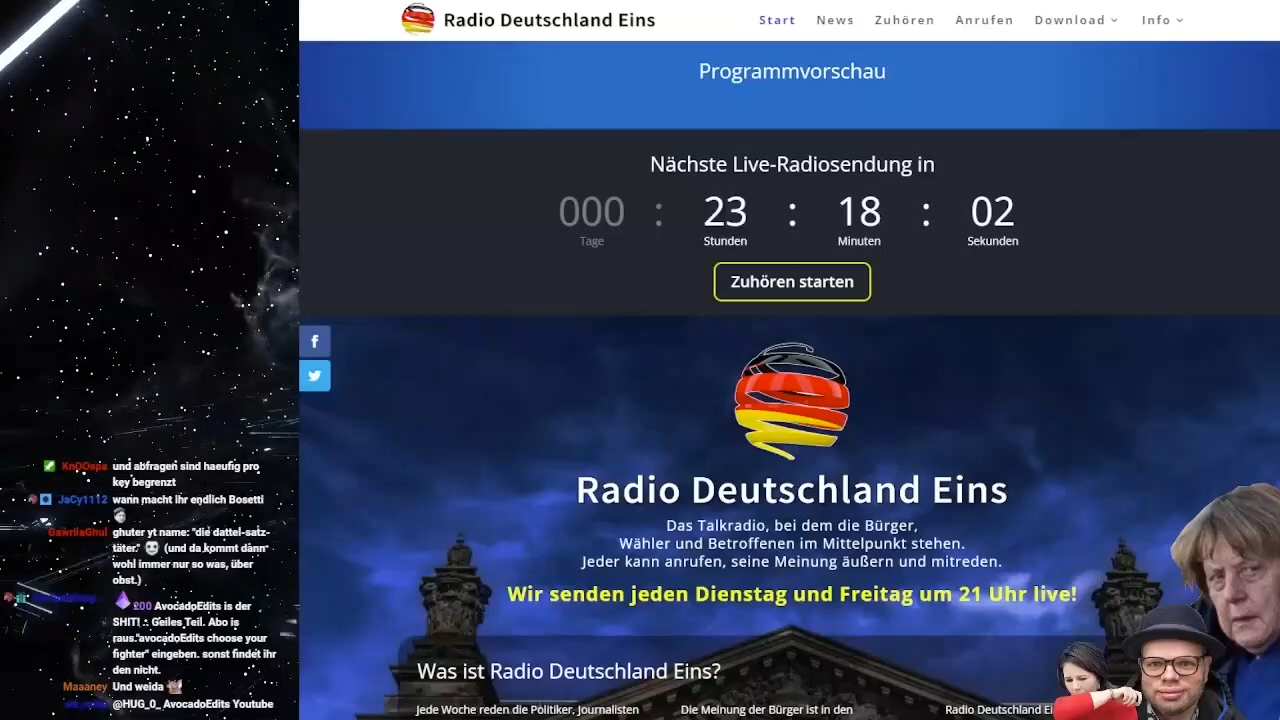 Radio Deutschland Eins
Start
News
Zuhören
Anrufen
Download
Info
Programmvorschau
Nächste Live-Radiosendung in
000 : 23 : 18 : 02
Tage
Stunden
Minuten
Sekunden
Zuhören starten
Radio Deutschland Eins
Das Talkradio, bei dem die Bürger,
Wähler und Betroffenen im Mittelpunkt stehen.
Jeder kann anrufen, seine Meinung äußern und mitreden.
Wir senden jeden Dienstag und Freitag um 21 Uhr live!
Was ist Radio Deutschland Eins?
Jede Woche reden die Politiker, Journalisten
Die Meinung der Bürger ist in den
Radio Deutschland
und abfragen sind haeufig pro
key begrenzt
JaCy1112 wann macht ihr endlich Bosetti
GawrilaGhul ghuter yt name: "die dattel-satz-
täter." (und da kommt dann
wohl immer nur so was, über
obst.)
200 AvocadoEdits is der
SHIT! :. Geiles Teil. Abo is
raus."avocadoEdits choose your
fighter" eingeben. sonst findet ihr
den nicht.
Maaaney Und weida
@HUG_0_ AvocadoEdits Youtube